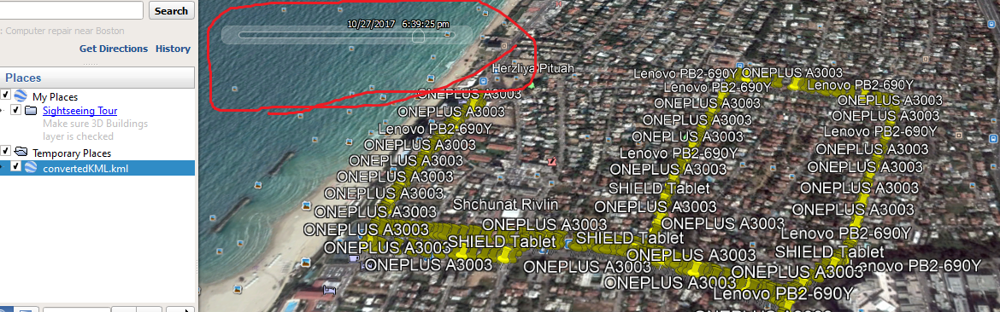 Search
: Computer repair near Boston
Get Directions History
Places
My Places
Sightseeing Tour
Make sure 3D Buildings
layer is checked
Temporary Places
convertedKML.kml
10/27/2017 6:39:25 pm
Herzliya Pituah
ONEPLUS A3003
ONEPLUS A3003
Lenovo PB2-690Y
ONEPLUS A3003
ONEPLUS A3003
ONEPLUS A3003
ONEPLUS A3003
ONEPLUS A3003
ONEPLUS A3003
ONEPLUS A3003
ONEPLUS A3003
Shchunat Rivlin
ONEPLUS A3003
SHIELD Tablet
ONEPLUS A3003
SHIELD Tablet
Lenovo PB2-690Y
ONEPLUS A3003
Lenovo PB2-690Y
Lenovo PB2-690Y
ONEPLUS A3003
ONEPLUS A3003
ONEPLUS A3003
ONEPLUS A3003
Lenovo PB2-690Y
ONEPLUS A3003
Lenovo PB2-690Y
ONEPLUS A3003
ONEPLUS A3003
ONEPLUS A3003
SHIELD Tablet
ONEPLUS A3003
ONEPLUS A3003
ONEPLUS A3003
ONEPLUS A3003
Lenovo PB2-690Y
SHIELD Tablet
ONEPLUS A3003
Lenovo PB2-690Y
ONEPLUS A3003
ONEPLUS A3003
Lenovo PB2-690Y
ONEPLUS A3003